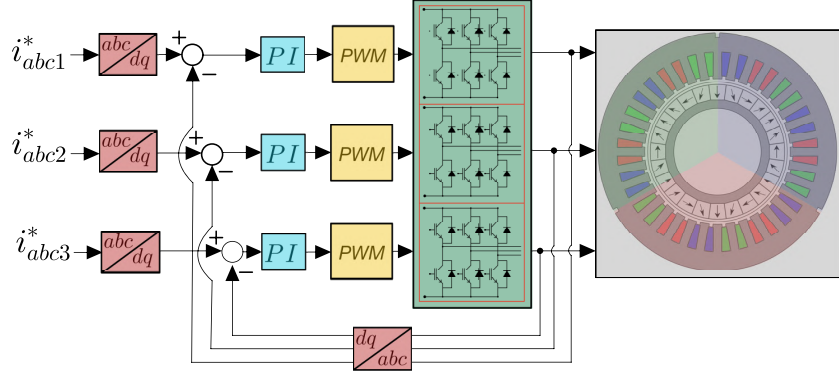 i*abc1 abc dq + − PI PWM
i*abc2 abc dq + − PI PWM
i*abc3 abc dq + − PI PWM
dq abc